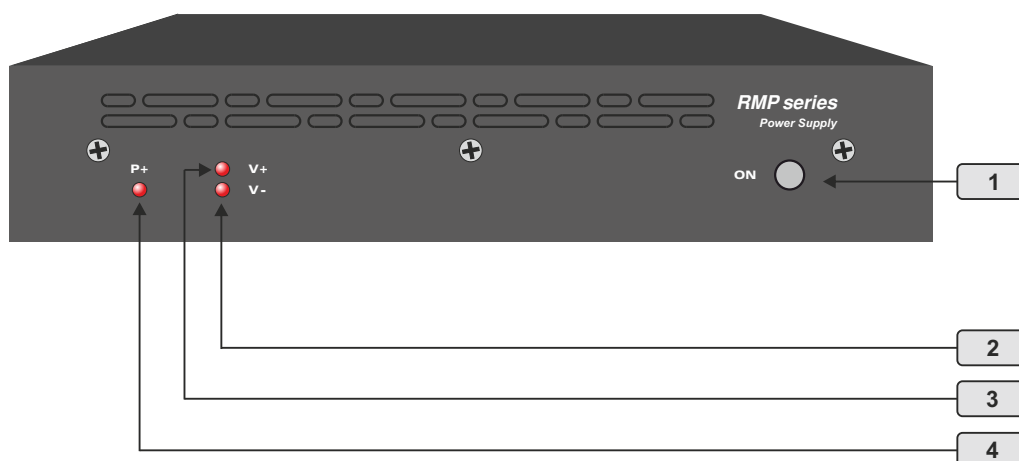 RMP series
Power Supply
P+
V+
V-
ON
1
2
3
4